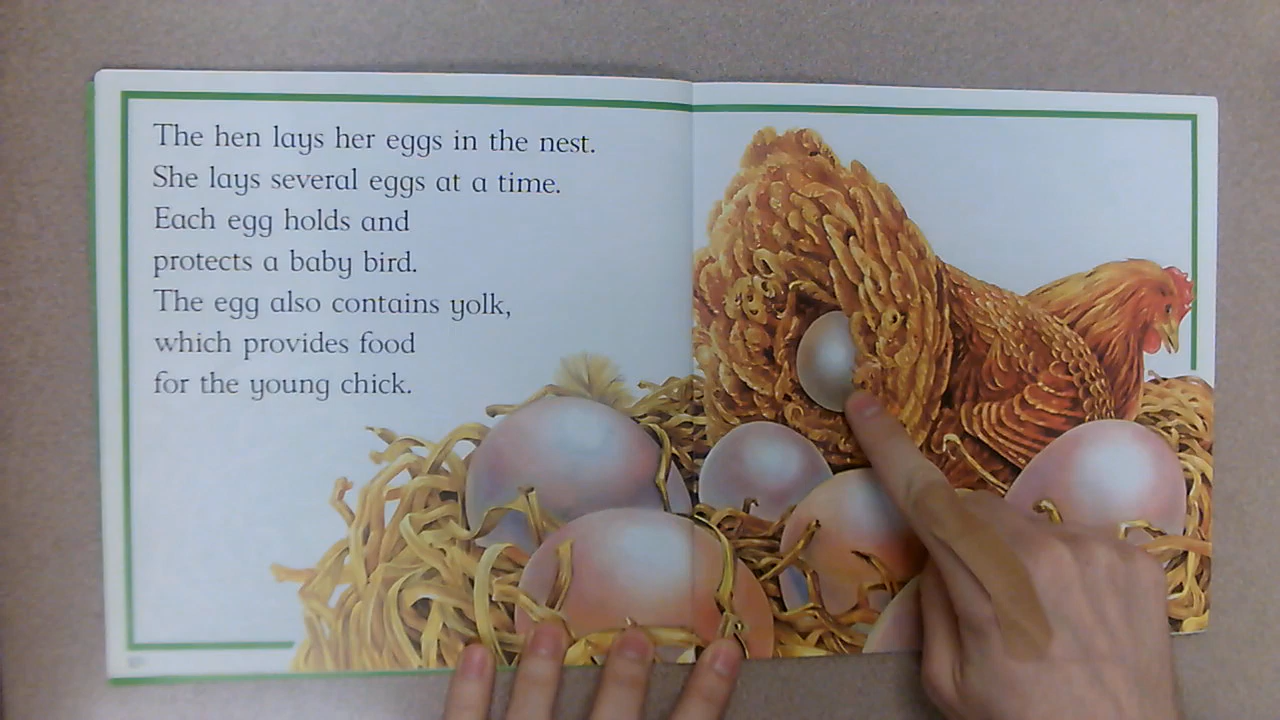 The hen lays her eggs in the nest.
She lays several eggs at a time.
Each egg holds and
protects a baby bird.
The egg also contains yolk,
which provides food
for the young chick.